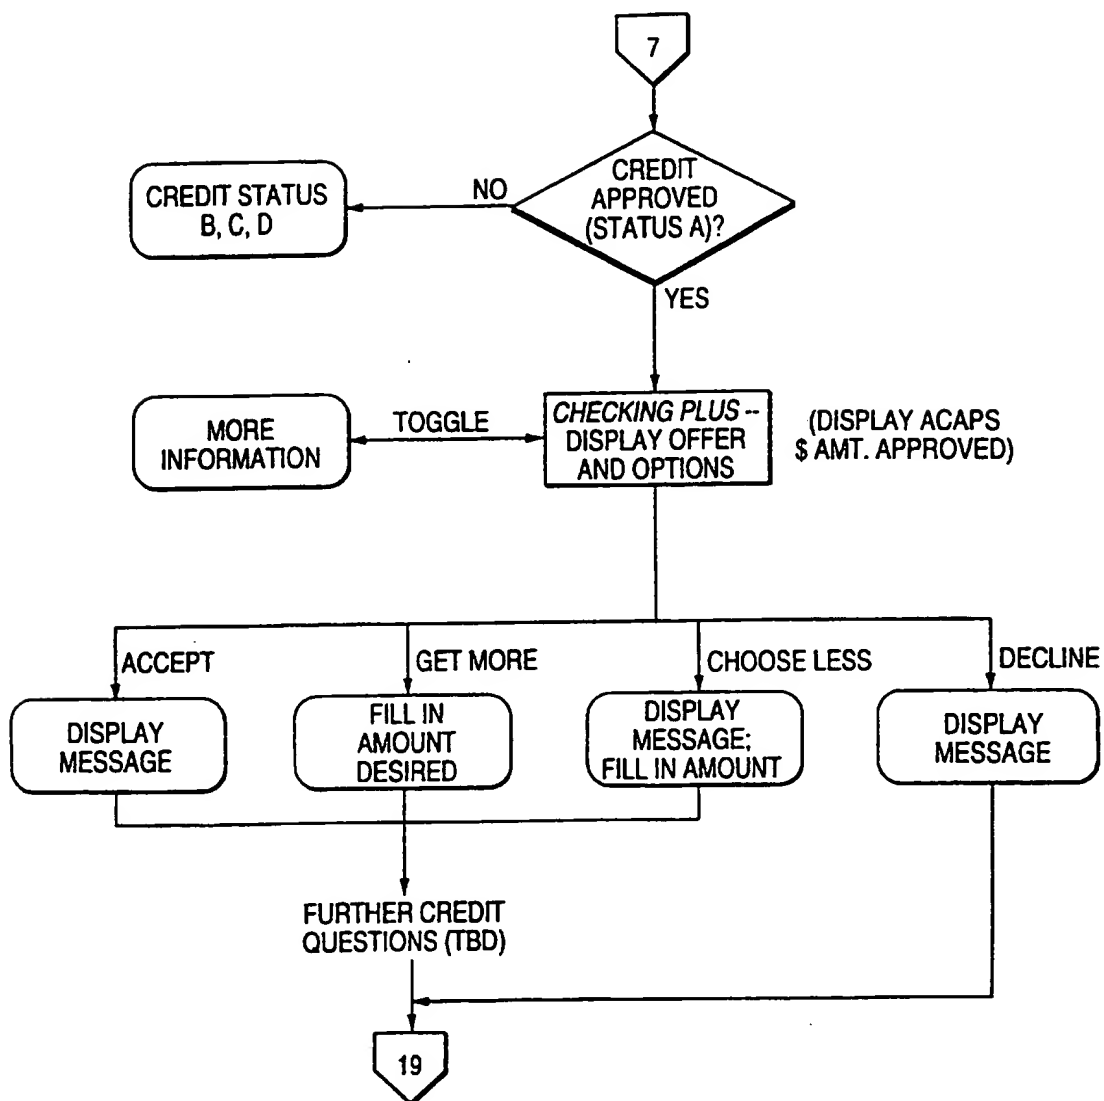 7
CREDIT
APPROVED
(STATUS A)?
NO
CREDIT STATUS
B, C, D
YES
MORE
INFORMATION
TOGGLE
CHECKING PLUS --
DISPLAY OFFER
AND OPTIONS
(DISPLAY ACAPS
$ AMT. APPROVED)
ACCEPT
GET MORE
CHOOSE LESS
DECLINE
DISPLAY
MESSAGE
FILL IN
AMOUNT
DESIRED
DISPLAY
MESSAGE;
FILL IN AMOUNT
DISPLAY
MESSAGE
FURTHER CREDIT
QUESTIONS (TBD)
19